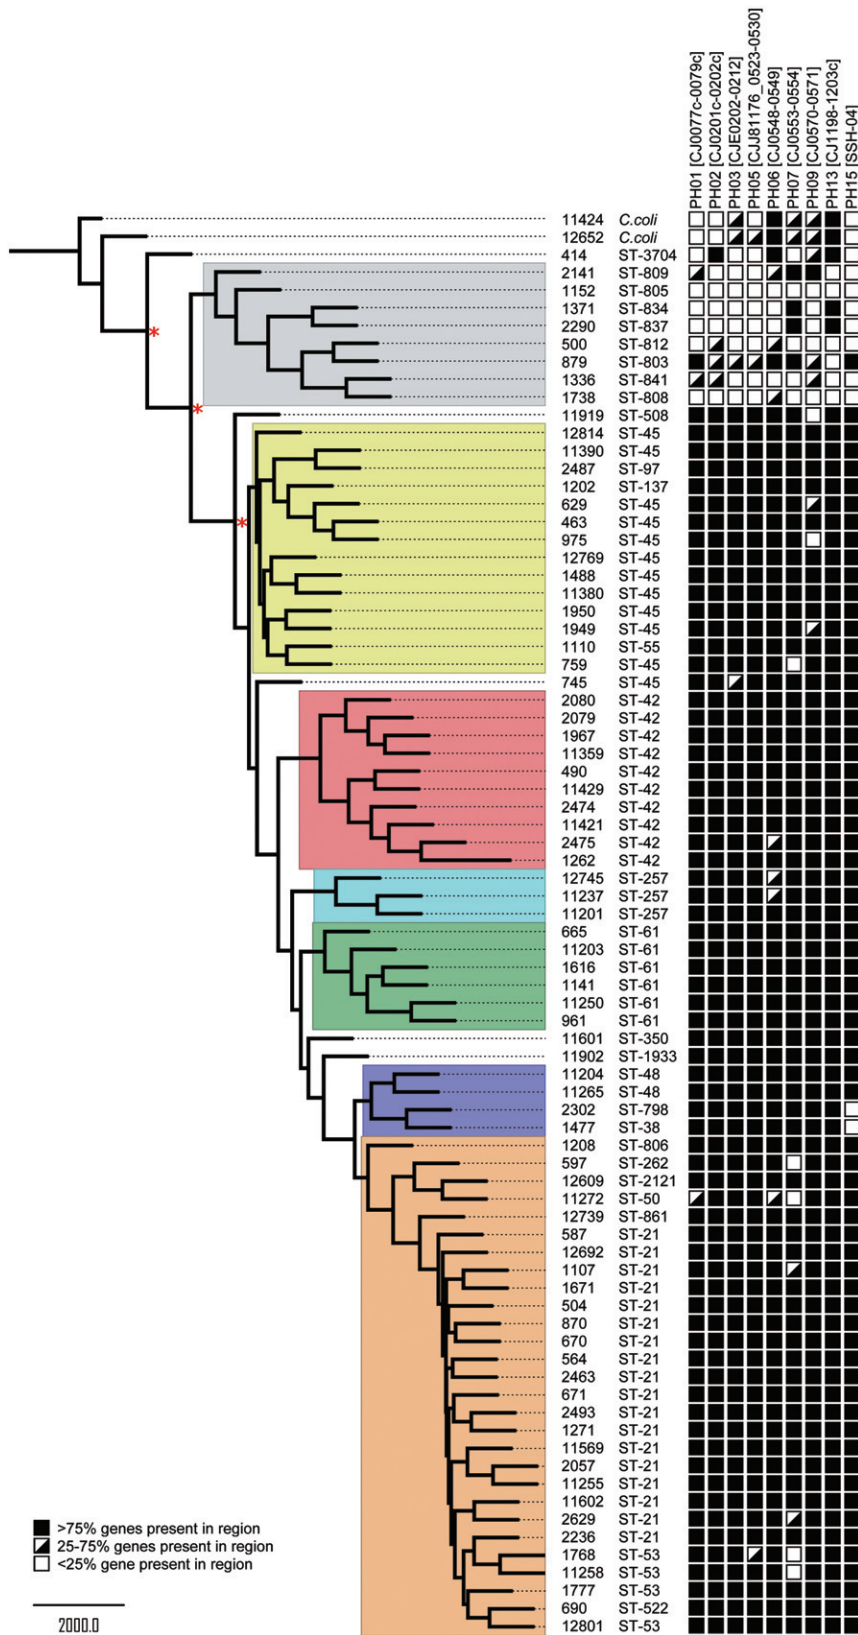 PH01 [CJ0077c-0079c]
PH02 [CJ0201c-0202c]
PH03 [CJE0202-0212]
PH05 [CJJ81176_0523-0530]
PH06 [CJ0548-0549]
PH07 [CJ0553-0554]
PH09 [CJ0570-0571]
PH13 [CJ1198-1203c]
PH15 [SSH-04]
11424 C.coli
12652 C.coli
414 ST-3704
2141 ST-809
1152 ST-805
1371 ST-834
2290 ST-837
500 ST-812
879 ST-803
1336 ST-841
1738 ST-808
11919 ST-508
12814 ST-45
11390 ST-45
2487 ST-97
1202 ST-137
629 ST-45
463 ST-45
975 ST-45
12769 ST-45
1488 ST-45
11380 ST-45
1950 ST-45
1949 ST-45
1110 ST-55
759 ST-45
745 ST-45
2080 ST-42
2079 ST-42
1967 ST-42
11359 ST-42
490 ST-42
11429 ST-42
2474 ST-42
11421 ST-42
2475 ST-42
1262 ST-42
12745 ST-257
11237 ST-257
11201 ST-257
665 ST-61
11203 ST-61
1616 ST-61
1141 ST-61
11250 ST-61
961 ST-61
11601 ST-350
11902 ST-1933
11204 ST-48
11265 ST-48
2302 ST-798
1477 ST-38
1208 ST-806
597 ST-262
12609 ST-2121
11272 ST-50
12739 ST-861
587 ST-21
12692 ST-21
1107 ST-21
1671 ST-21
504 ST-21
870 ST-21
670 ST-21
564 ST-21
2463 ST-21
671 ST-21
2493 ST-21
1271 ST-21
11569 ST-21
2057 ST-21
11255 ST-21
11602 ST-21
2629 ST-21
2236 ST-21
1768 ST-53
11258 ST-53
1777 ST-53
690 ST-522
12801 ST-53
>75% genes present in region
25-75% genes present in region
<25% gene present in region
2000.0